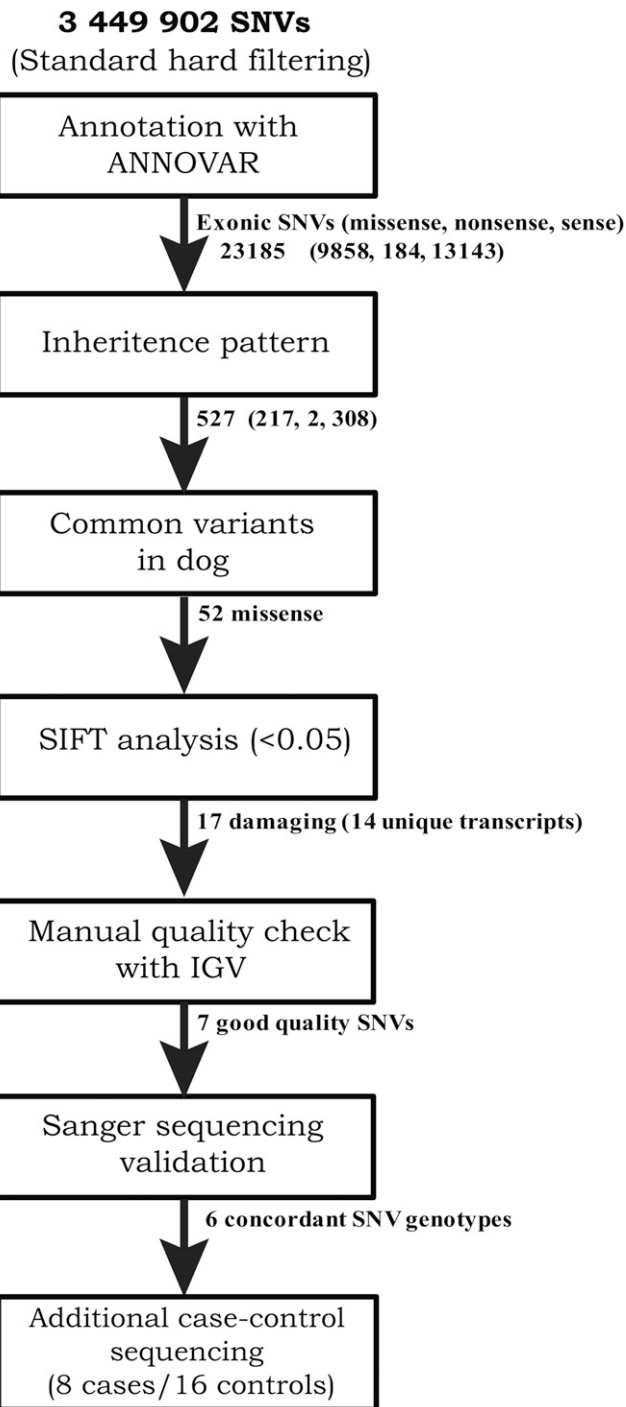 3 449 902 SNVs
(Standard hard filtering)
Annotation with
ANNOVAR
Exonic SNVs (missense, nonsense, sense)
23185 (9858, 184, 13143)
Inheritence pattern
527 (217, 2, 308)
Common variants
in dog
52 missense
SIFT analysis (<0.05)
17 damaging (14 unique transcripts)
Manual quality check
with IGV
7 good quality SNVs
Sanger sequencing
validation
6 concordant SNV genotypes
Additional case-control
sequencing
(8 cases/16 controls)